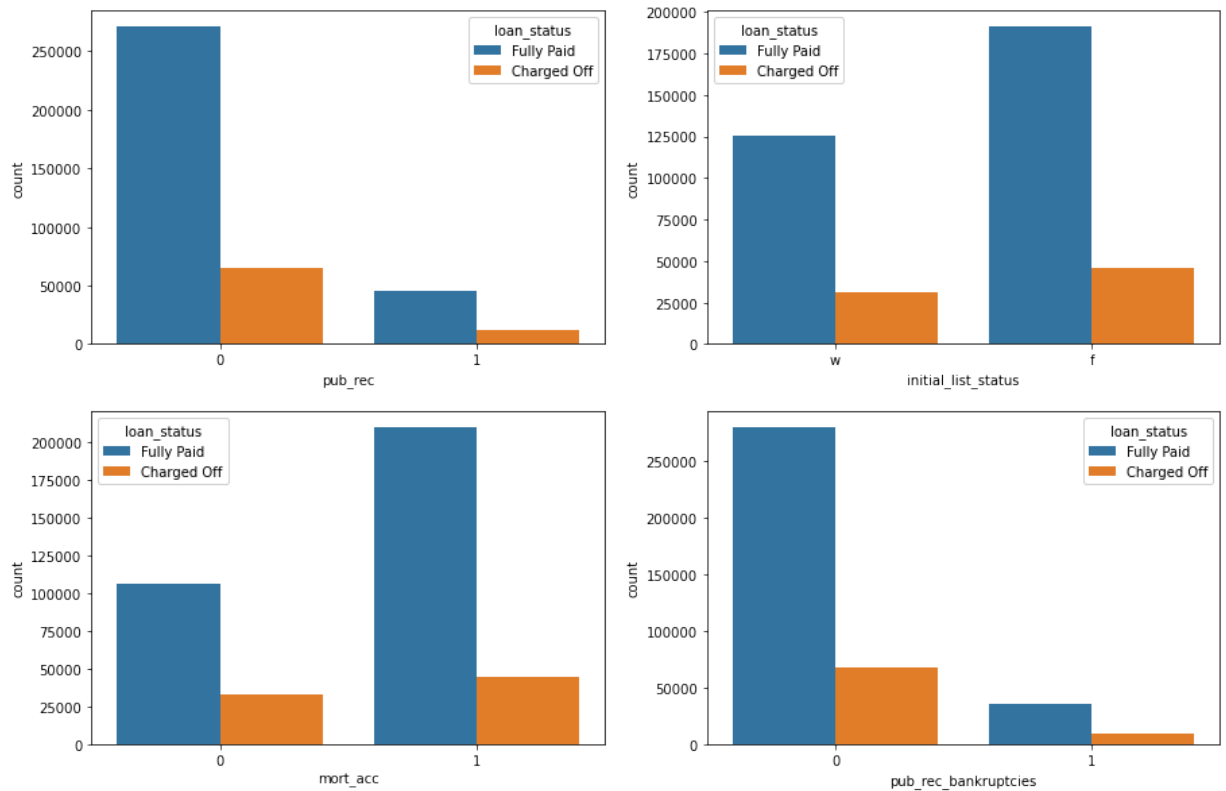 loan_status
Fully Paid
Charged Off
250000
200000
150000
100000
50000
0
count
0 1
pub_rec
loan_status
Fully Paid
Charged Off
200000
175000
150000
125000
100000
75000
50000
25000
0
count
w f
initial_list_status
loan_status
Fully Paid
Charged Off
200000
175000
150000
125000
100000
75000
50000
25000
0
count
0 1
mort_acc
loan_status
Fully Paid
Charged Off
250000
200000
150000
100000
50000
0
count
0 1
pub_rec_bankruptcies